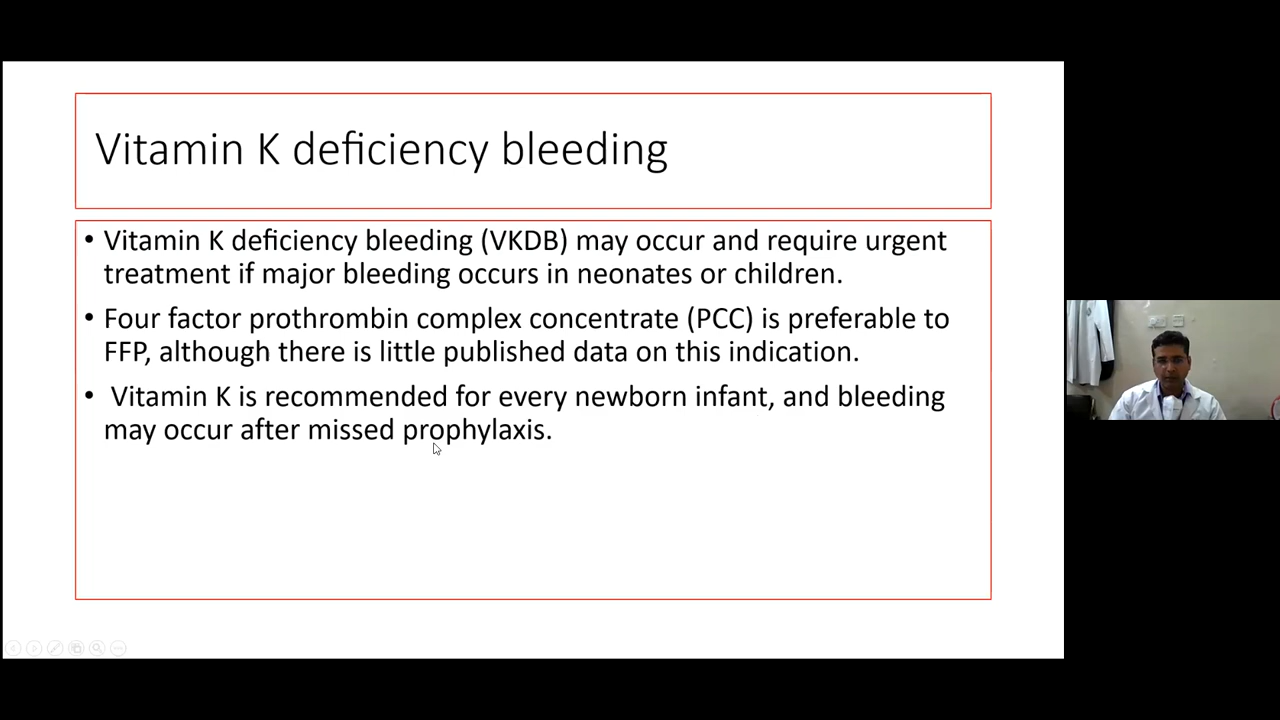 Vitamin K deficiency bleeding
• Vitamin K deficiency bleeding (VKDB) may occur and require urgent
treatment if major bleeding occurs in neonates or children.
• Four factor prothrombin complex concentrate (PCC) is preferable to
FFP, although there is little published data on this indication.
• Vitamin K is recommended for every newborn infant, and bleeding
may occur after missed prophylaxis.